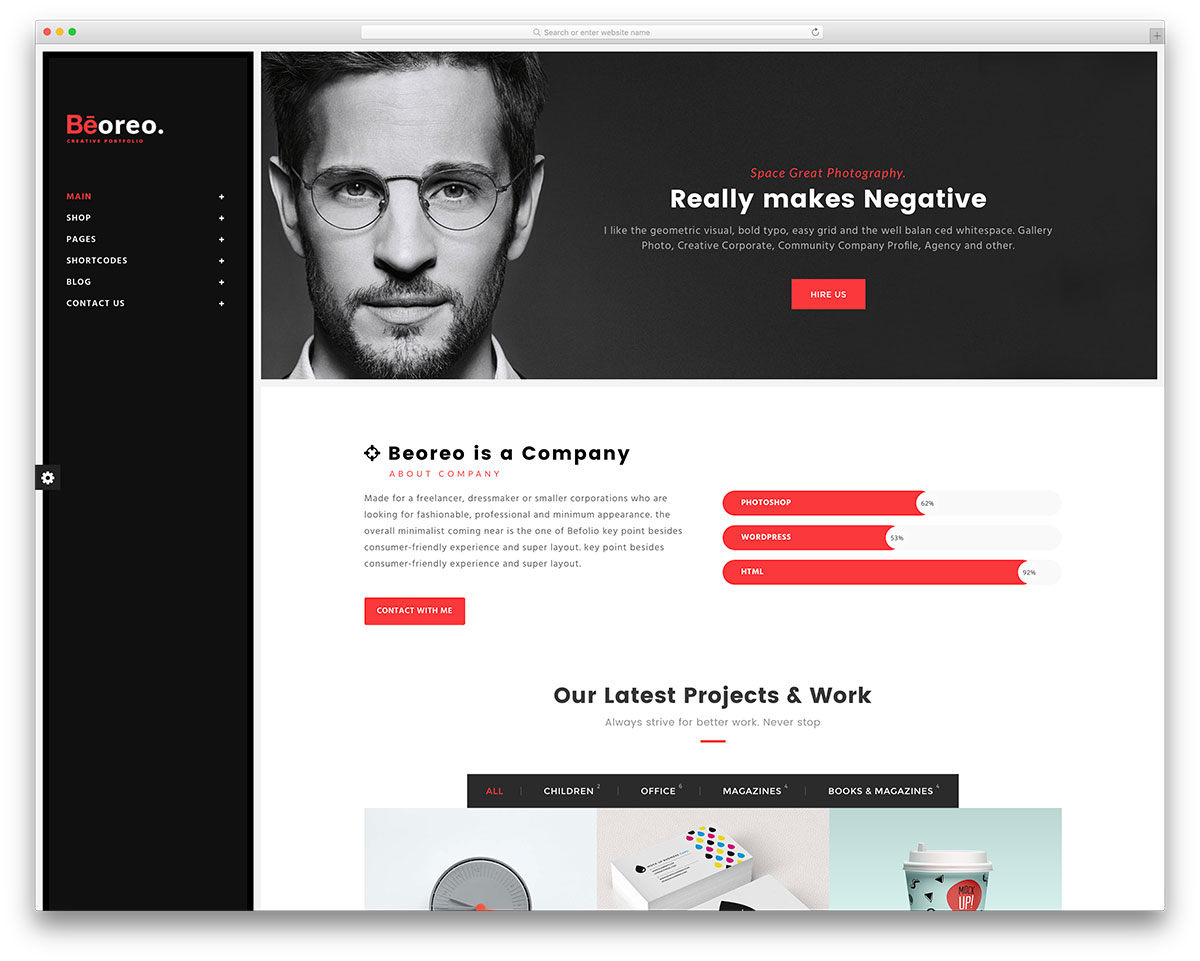 Search or enter website name
Bēoreo.
CREATIVE PORTFOLIO
MAIN +
SHOP +
PAGES +
SHORTCODES +
BLOG +
CONTACT US +
Space Great Photography.
Really makes Negative
I like the geometric visual, bold typo, easy grid and the well balan ced whitespace. Gallery
Photo, Creative Corporate, Community Company Profile, Agency and other.
HIRE US
Beoreo is a Company
ABOUT COMPANY
Made for a freelancer, dressmaker or smaller corporations who are
looking for fashionable, professional and minimum appearance. the
overall minimalist coming near is the one of Befolio key point besides
consumer-friendly experience and super layout. key point besides
consumer-friendly experience and super layout.
CONTACT WITH ME
PHOTOSHOP 62%
WORDPRESS 53%
HTML 92%
Our Latest Projects & Work
Always strive for better work. Never stop
ALL | CHILDREN 2 | OFFICE 6 | MAGAZINES 4 | BOOKS & MAGAZINES 4
MOCK
UP!